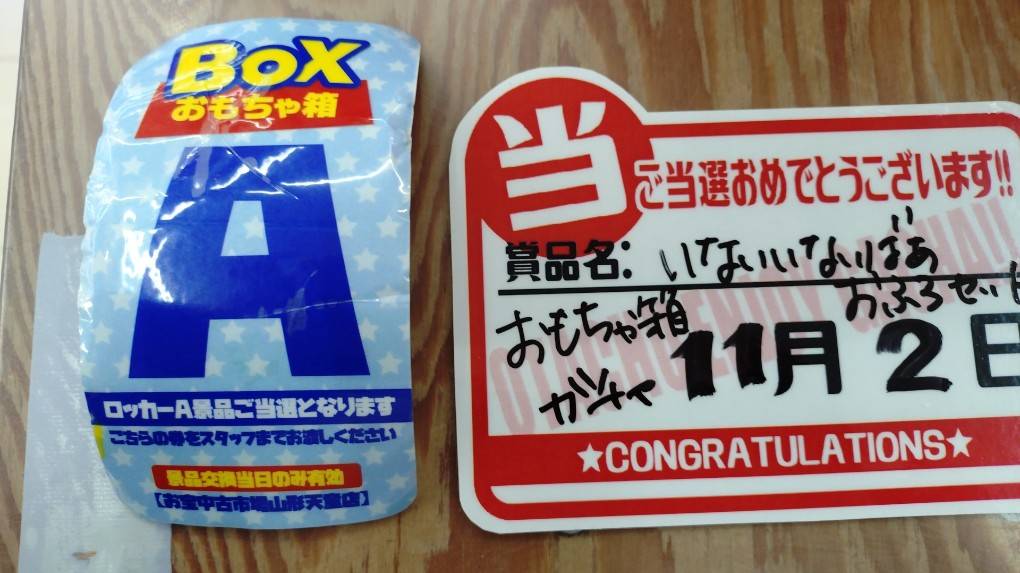 BoX
おもちゃ箱
A
ロッカーA景品ご当選となります
こちらの券をスタッフまでお渡しください
景品交換当日のみ有効
【お宝中古市場山形天童店】
当
ご当選おめでとうございます!!
賞品名：いないいないばぁ
おふろセット
おもちゃ箱
ガチャ
11月2日
★CONGRATULATIONS★